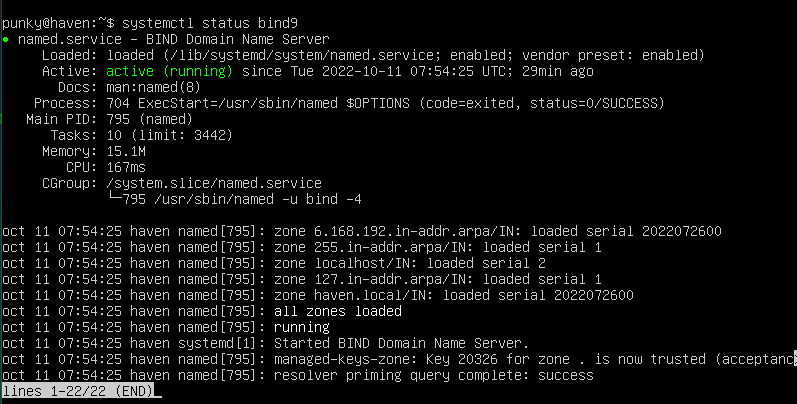 punky@haven:~$ systemctl status bind9
● named.service - BIND Domain Name Server
Loaded: loaded (/lib/systemd/system/named.service; enabled; vendor preset: enabled)
Active: active (running) since Tue 2022-10-11 07:54:25 UTC; 29min ago
Docs: man:named(8)
Process: 704 ExecStart=/usr/sbin/named $OPTIONS (code=exited, status=0/SUCCESS)
Main PID: 795 (named)
Tasks: 10 (limit: 3442)
Memory: 15.1M
CPU: 167ms
CGroup: /system.slice/named.service
└─795 /usr/sbin/named -u bind -4
oct 11 07:54:25 haven named[795]: zone 6.168.192.in-addr.arpa/IN: loaded serial 2022072600
oct 11 07:54:25 haven named[795]: zone 255.in-addr.arpa/IN: loaded serial 1
oct 11 07:54:25 haven named[795]: zone localhost/IN: loaded serial 2
oct 11 07:54:25 haven named[795]: zone 127.in-addr.arpa/IN: loaded serial 1
oct 11 07:54:25 haven named[795]: zone haven.local/IN: loaded serial 2022072600
oct 11 07:54:25 haven named[795]: all zones loaded
oct 11 07:54:25 haven named[795]: running
oct 11 07:54:25 haven systemd[1]: Started BIND Domain Name Server.
oct 11 07:54:25 haven named[795]: managed-keys-zone: Key 20326 for zone . is now trusted (acceptanc>
oct 11 07:54:25 haven named[795]: resolver priming query complete: success
lines 1-22/22 (END)